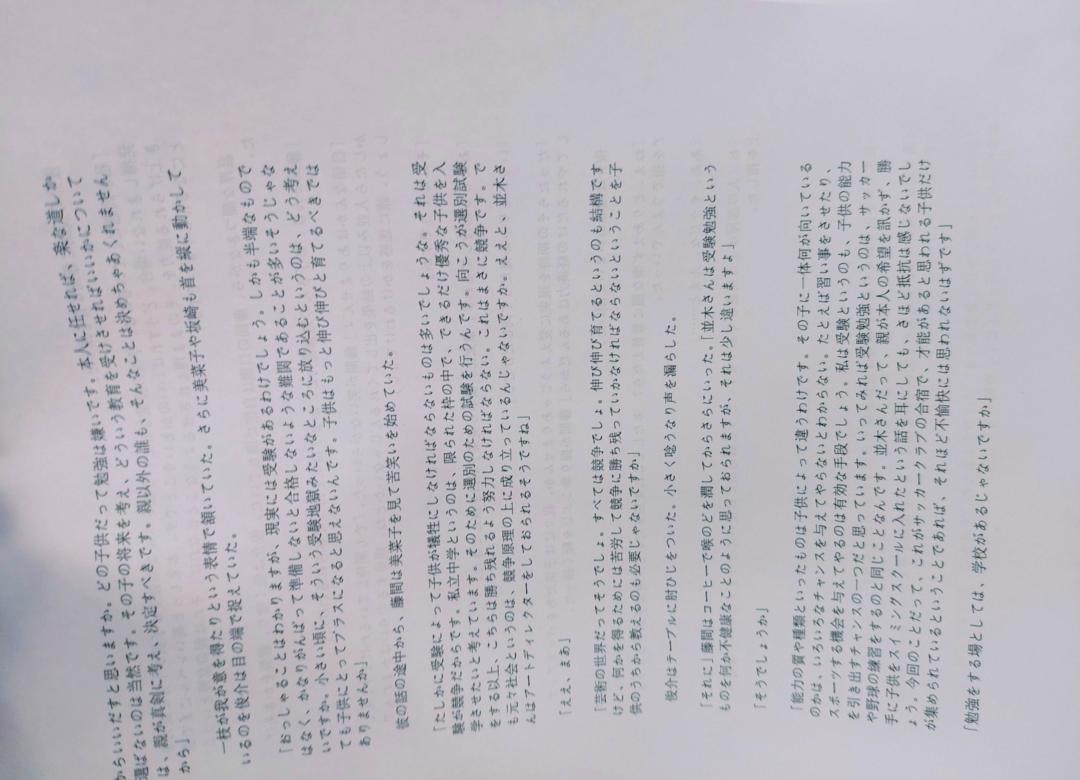 からいいだすと思いますか。どの子供だって勉強は嫌いです。本人に任せれば、楽な道しか
選ばないのは当然です。その子の将来を考え、どういう教育を受けさせればいいかについて
は、親が真剣に考え、決定すべきです。親以外の誰も、そんなことは決めちゃあくれません
から」
一枝が我が意を得たりという表情で頷いていた。さらに美菜子や坂崎も首を縦に動かして
いるのを俊介は目の端で捉えていた。
「おっしゃることはわかりますが、現実には受験があるわけでしょう。しかも半端なもので
はなく、かなりがんばって準備しないと合格しないような難関であることが多いそうじゃな
いですか。小さい頃に、そういう受験地獄みたいなところに放り込むというのは、どう考え
ても子供にとってプラスになると思えないんです。子供はもっと伸び伸びと育てるべきでは
ありませんか」
彼の話の途中から、藤間は美菜子を見て苦笑いを始めていた。
「たしかに受験によって子供が犠牲にしなければならないものは多いでしょうな。それは受
験が競争だからです。私立中学というのは、限られた枠の中で、できるだけ優秀な子供を入
学させたいと考えています。そのために選別のための試験を行うんです。向こうが選別試験
をする以上、こちらは勝ち残れるよう努力しなければならない。これはまさに競争です。で
も元々社会というのは、競争原理の上に成り立っているんじゃないですか。ええと、並木さ
んはアートディレクターをしておられるそうですね」
「ええ、まあ」
「芸術の世界だってそうでしょ。すべては競争でしょ。伸び伸び育てるというのも結構です
けど、何かを得るためには苦労して競争に勝ち残っていかなければならないということを子
供のうちから教えるのも必要じゃないですか」
俊介はテーブルに肘ひじをついた。小さく唸うなり声を漏らした。
「それに」藤間はコーヒーで喉のどを潤してからさらにいった。「並木さんは受験勉強という
ものを何か不健康なことのように思っておられますが、それは少し違いますよ」
「そうでしょうか」
「能力の質や種類といったものは子供によって違うわけです。その子に一体何が向いている
のかは、いろいろなチャンスを与えてやらないとわからない。たとえば習い事をさせたり、
スポーツする機会を与えてやるのは有効な手段でしょう。私は受験というのも、子供の能力
を引き出すチャンスの一つだと思っています。いってみれば受験勉強というのは、サッカー
や野球の練習をするのと同じことなんです。並木さんだって、親が本人の希望を訊かず、勝
手に子供をスイミングスクールに入れたという話を耳にしても、さほど抵抗は感じないでし
ょう、今回のことだって、これがサッカークラブの合宿で、才能があると思われる子供だけ
が集められているということであれば、それほど不愉快には思われないはずです」
「勉強をする場としては、学校があるじゃないですか」